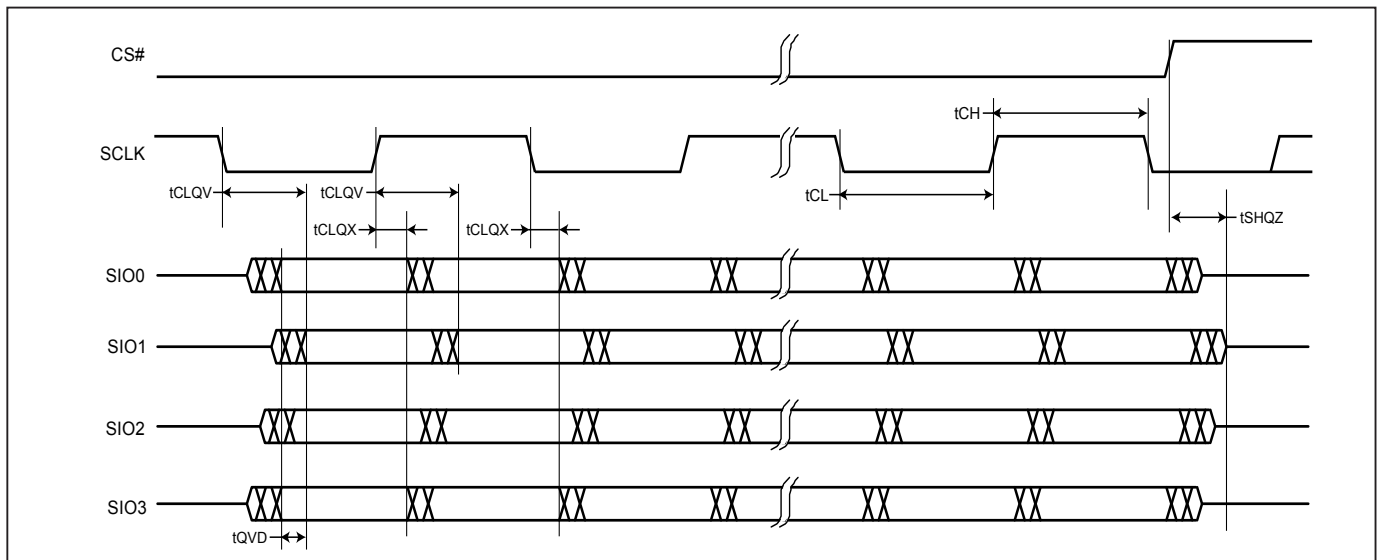 CS#
tCH
SCLK
tCLQV
tCLQV
tCL
tSHQZ
tCLQX
tCLQX
SIO0
SIO1
SIO2
SIO3
tQVD